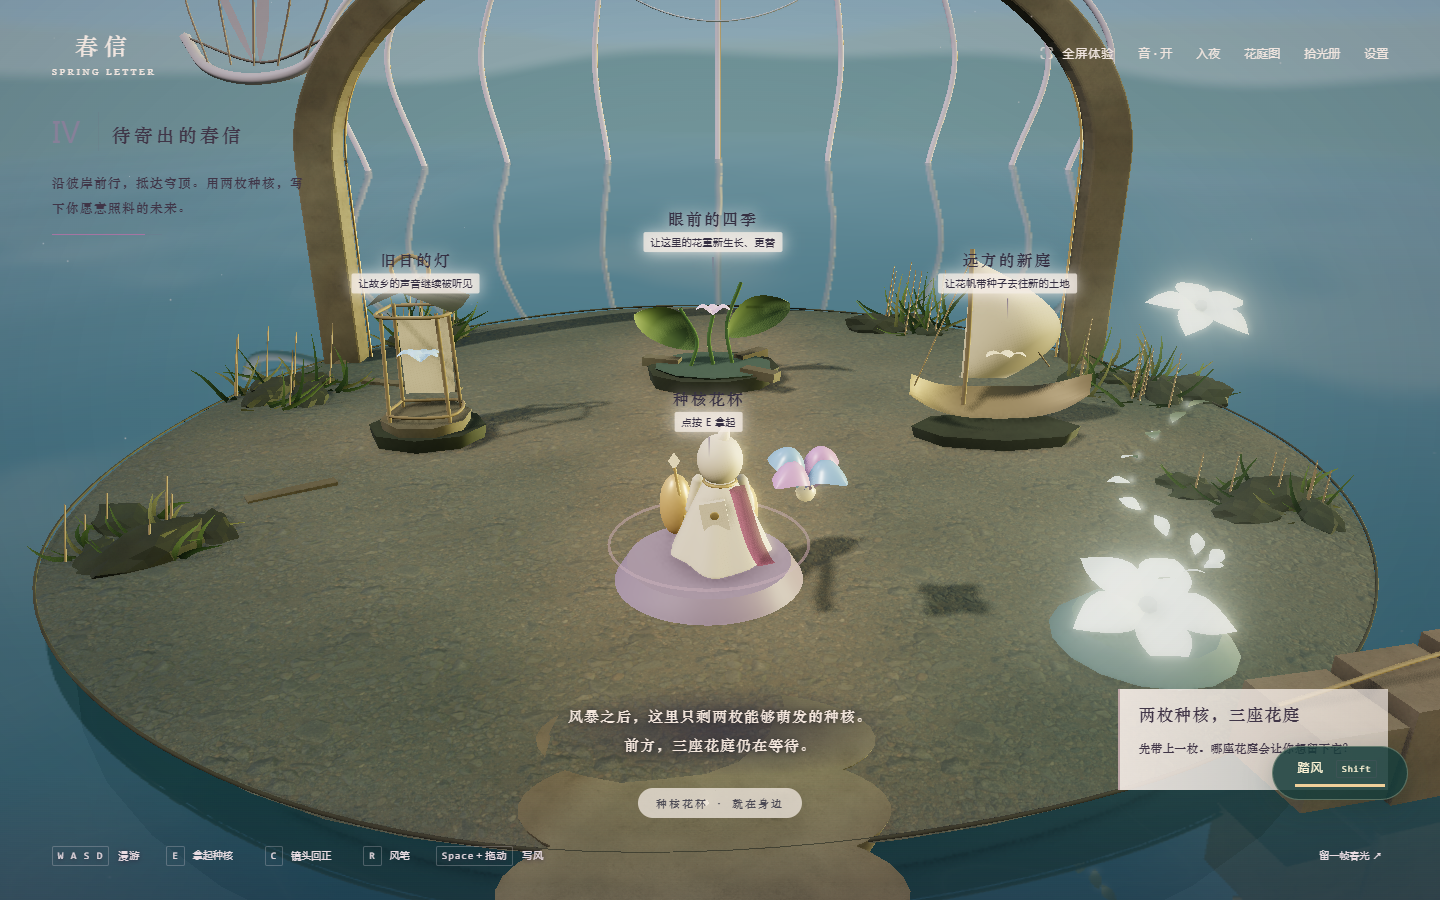 春信
SPRING LETTER
全屏体验
音·开
入夜
花庭图
拾光册
设置
IV
待寄出的春信
沿彼岸前行，抵达穹顶。用两枚种核，写
下你愿意照料的未来。
眼前的四季
让这里的花重新生长、更替
旧日的灯
让故乡的声音继续被听见
远方的新庭
让花帆带种子去往新的土地
种核花杯
点按 E 拿起
风暴之后，这里只剩两枚能够萌发的种核。
前方，三座花庭仍在等待。
种核花杯 · 就在身边
两枚种核，三座花庭
先带上一枚。哪座花庭会让你想留下它？
踏风 Shift
W A S D 漫游
E 拿起种核
C 镜头回正
R 风笔
Space + 拖动 写风
留一帧春光 ↗